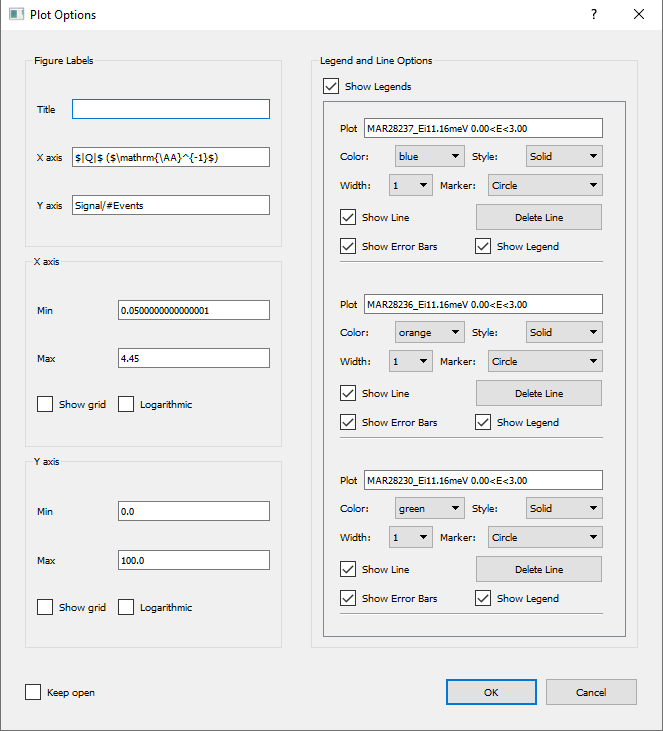 Plot Options
?
Figure Labels
Title
X axis $|Q|$ ($\mathrm{\AA}^{-1}$)
Y axis Signal/#Events
X axis
Min 0.0500000000000001
Max 4.45
Show grid Logarithmic
Y axis
Min 0.0
Max 100.0
Show grid Logarithmic
Legend and Line Options
Show Legends
Plot MAR28237_Ei11.16meV 0.00<E<3.00
Color: blue Style: Solid
Width: 1 Marker: Circle
Show Line Delete Line
Show Error Bars Show Legend
Plot MAR28236_Ei11.16meV 0.00<E<3.00
Color: orange Style: Solid
Width: 1 Marker: Circle
Show Line Delete Line
Show Error Bars Show Legend
Plot MAR28230_Ei11.16meV 0.00<E<3.00
Color: green Style: Solid
Width: 1 Marker: Circle
Show Line Delete Line
Show Error Bars Show Legend
Keep open
OK Cancel